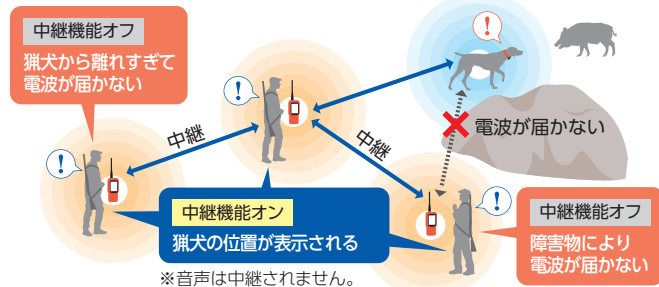 中継機能オフ
猟犬から離れすぎて
電波が届かない
!
!
!
中継
中継
電波が届かない
!
中継機能オン
猟犬の位置が表示される
中継機能オフ
障害物により
電波が届かない
※音声は中継されません。